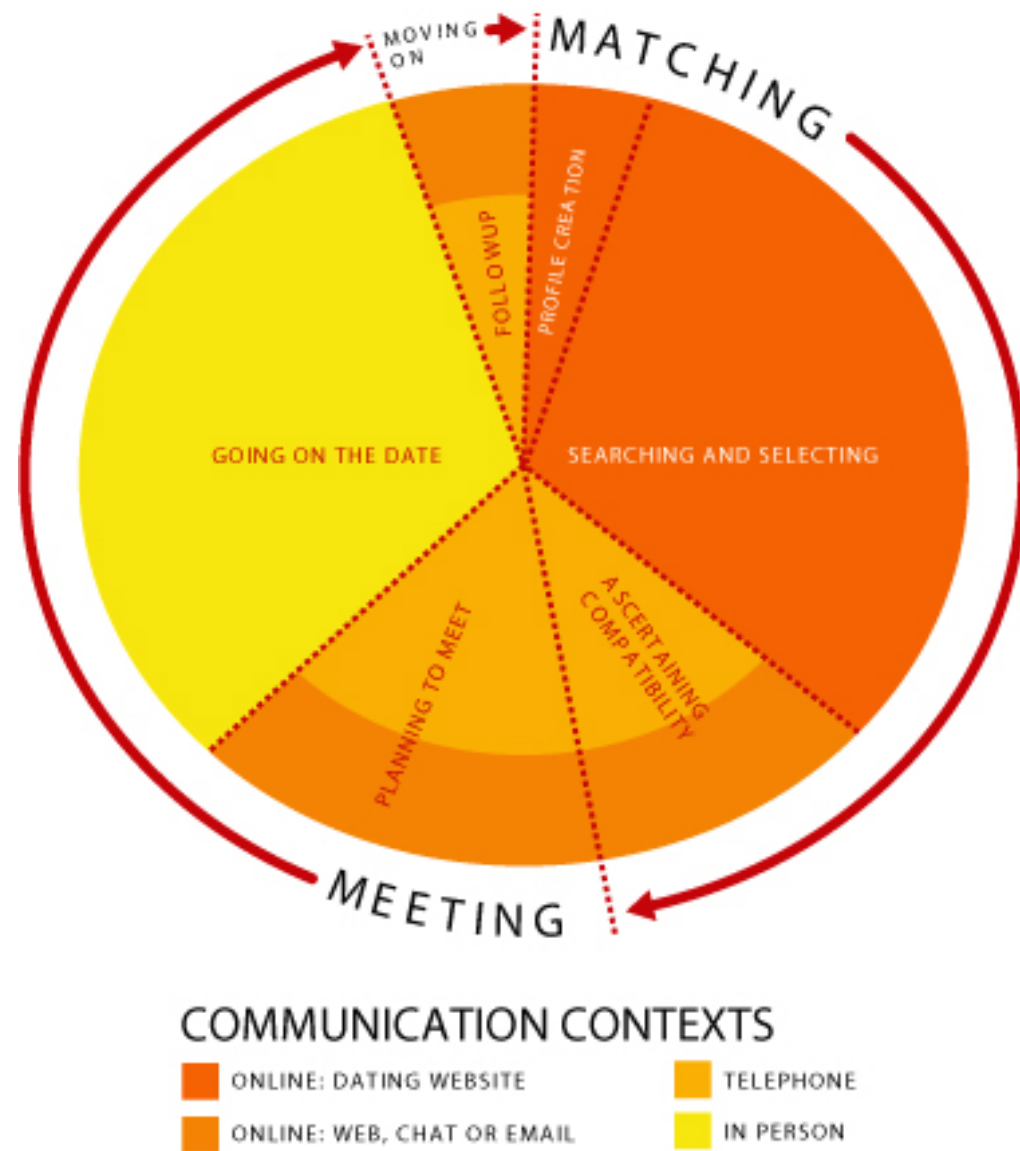 MOVING
ON
MATCHING
FOLLOWUP
PROFILE CREATION
GOING ON THE DATE
SEARCHING AND SELECTING
PLANNING TO MEET
ASCERTAINING
COMPATIBILITY
MEETING
COMMUNICATION CONTEXTS
ONLINE: DATING WEBSITE
TELEPHONE
ONLINE: WEB, CHAT OR EMAIL
IN PERSON